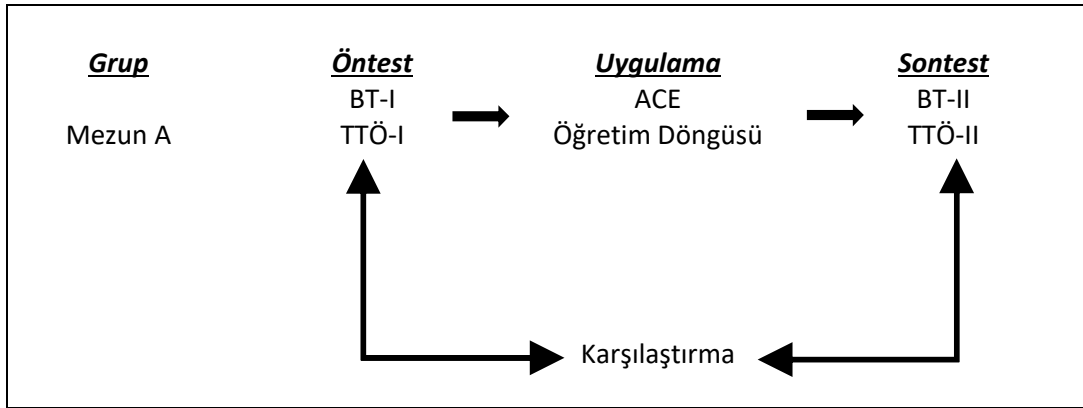 Grup Öntest Uygulama Sontest
BT-I ACE BT-II
Mezun A TTÖ-I Öğretim Döngüsü TTÖ-II
Karşılaştırma